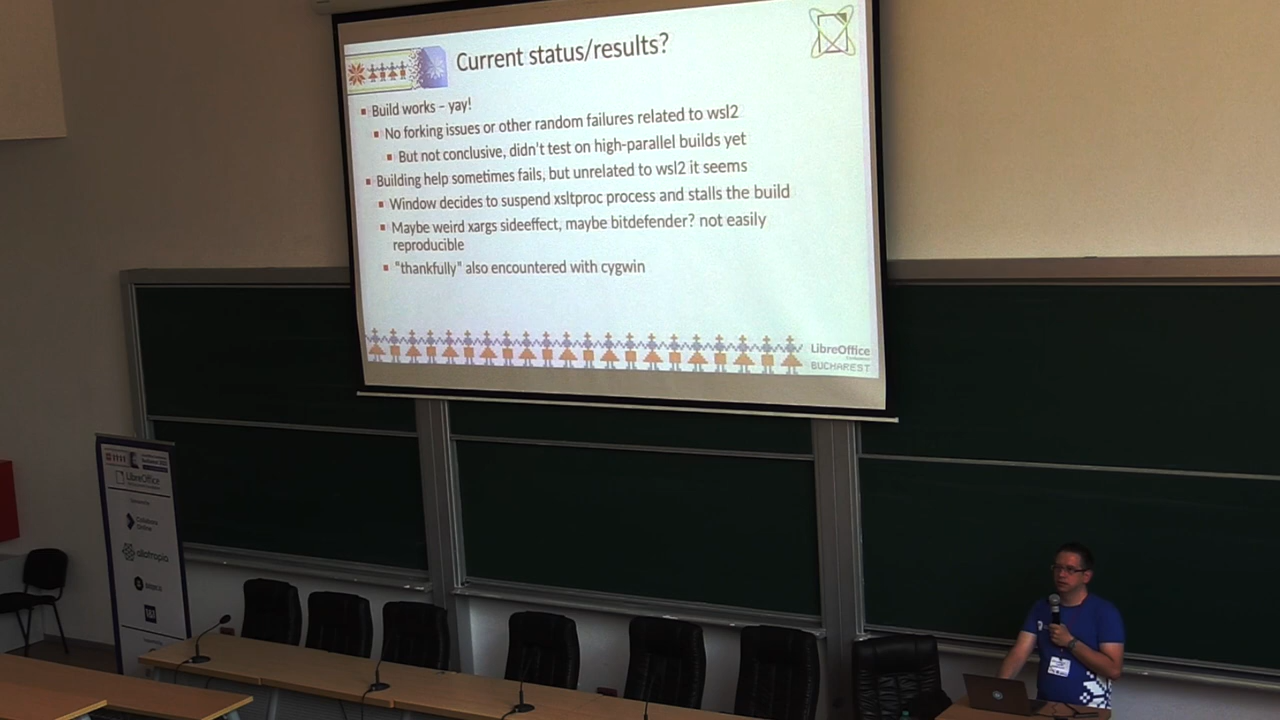 Current status/results?
Build works – yay!
No forking issues or other random failures related to wsl2
But not conclusive, didn't test on high-parallel builds yet
Building help sometimes fails, but unrelated to wsl2 it seems
Window decides to suspend xsltproc process and stalls the build
Maybe weird xargs sideeffect, maybe bitdefender? not easily
reproducible
"thankfully" also encountered with cygwin
LibreOffice
BUCHAREST
LibreOffice
Collabora
Online
allotropia